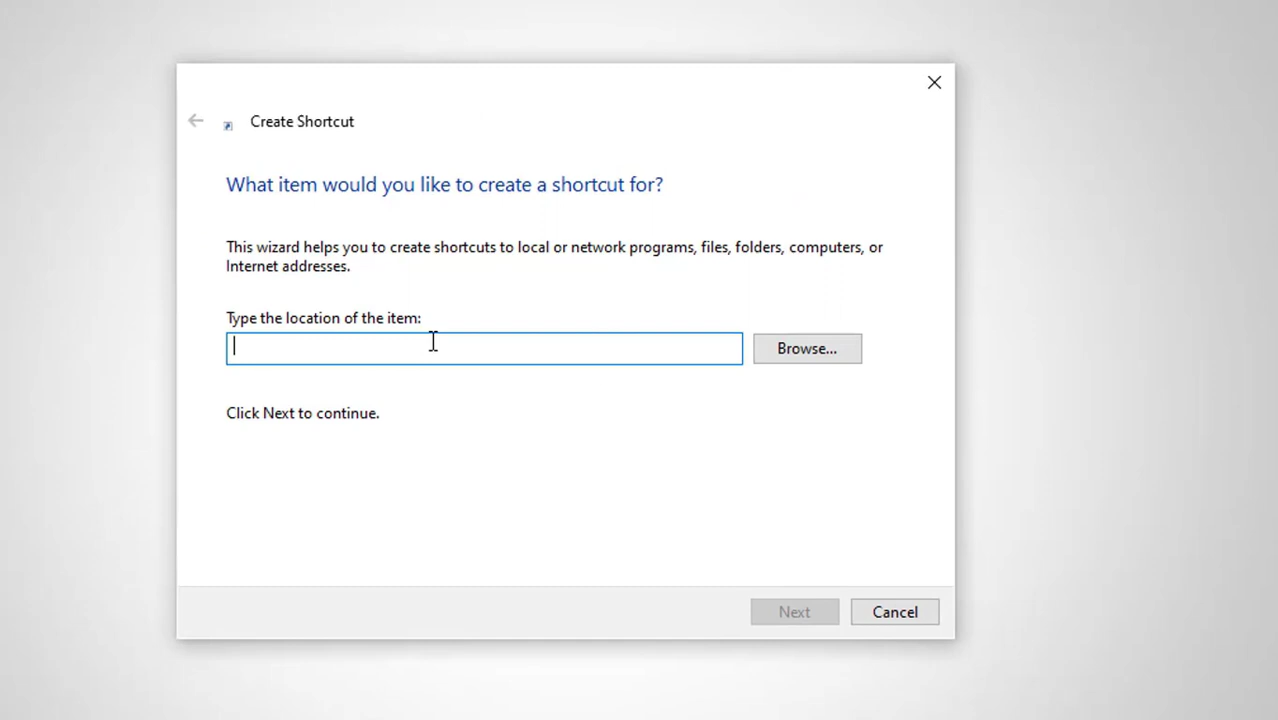 Create Shortcut
What item would you like to create a shortcut for?
This wizard helps you to create shortcuts to local or network programs, files, folders, computers, or
Internet addresses.
Type the location of the item:
Browse...
Click Next to continue.
Next
Cancel